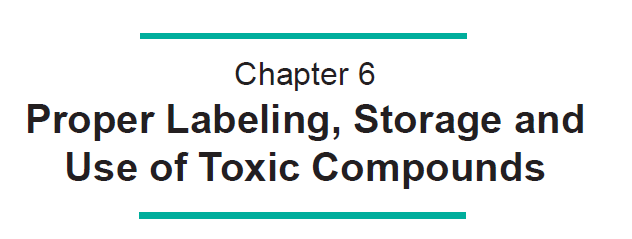 Chapter 6
Proper Labeling, Storage and
Use of Toxic Compounds